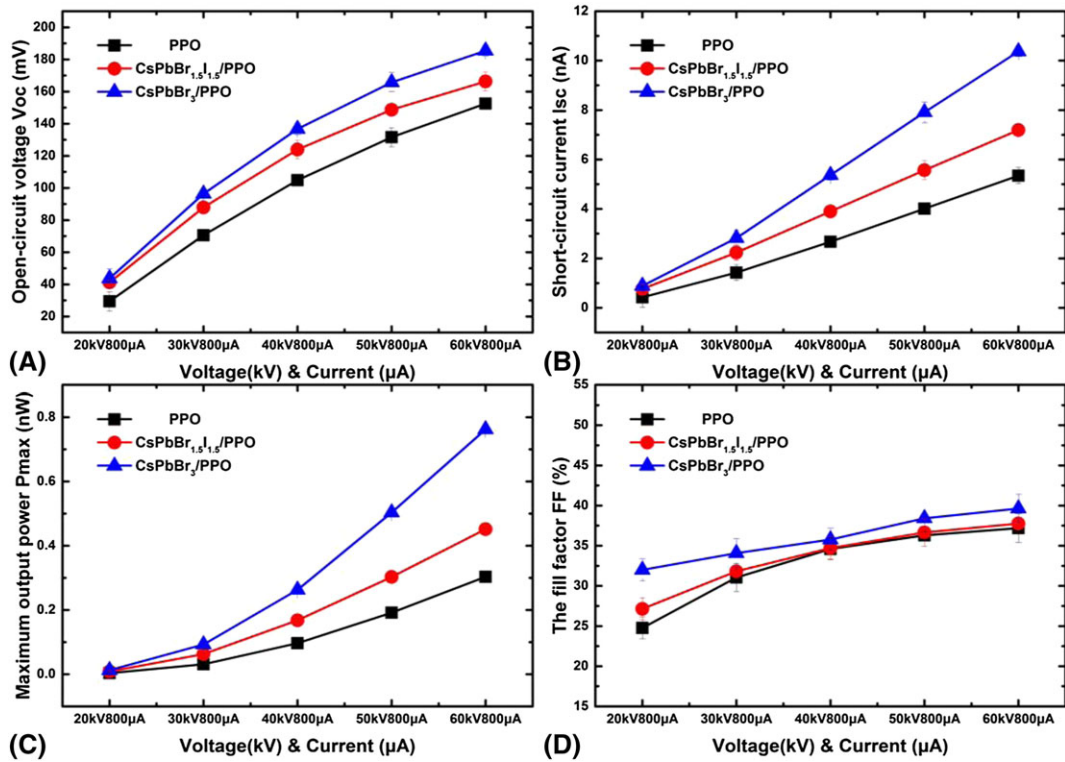 (A)
Open-circuit voltage Voc (mV)
200
180
160
140
120
100
80
60
40
20
PPO
CsPbBr1.5I1.5/PPO
CsPbBr3/PPO
20kV800μA 30kV800μA 40kV800μA 50kV800μA 60kV800μA
Voltage(kV) & Current (μA)
(B)
Short-circuit current Isc (nA)
12
10
8
6
4
2
0
PPO
CsPbBr1.5I1.5/PPO
CsPbBr3/PPO
20kV800μA 30kV800μA 40kV800μA 50kV800μA 60kV800μA
Voltage(kV) & Current (μA)
(C)
Maximum output power Pmax (nW)
0.8
0.6
0.4
0.2
0.0
PPO
CsPbBr1.5I1.5/PPO
CsPbBr3/PPO
20kV800μA 30kV800μA 40kV800μA 50kV800μA 60kV800μA
Voltage(kV) & Current (μA)
(D)
The fill factor FF (%)
55
50
45
40
35
30
25
20
15
PPO
CsPbBr1.5I1.5/PPO
CsPbBr3/PPO
20kV800μA 30kV800μA 40kV800μA 50kV800μA 60kV800μA
Voltage(kV) & Current (μA)